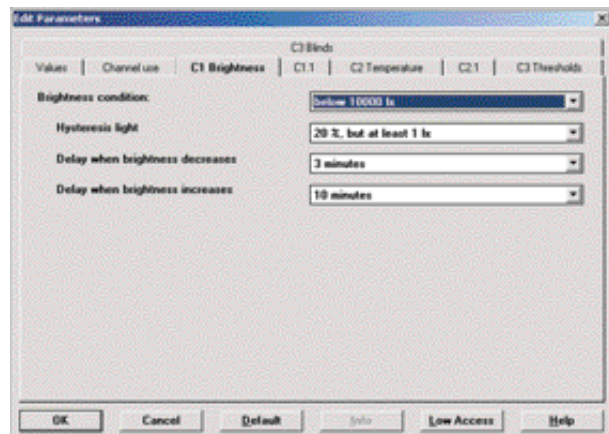 Edit Parameters
C3 Blinds
Values Channel use C1 Brightness C1.1 C2 Temperature C2.1 C3 Thresholds
Brightness condition: below 10000 lx
Hysteresis light 20 %, but at least 1 lx
Delay when brightness decreases 3 minutes
Delay when brightness increases 10 minutes
OK Cancel Default Info Low Access Help